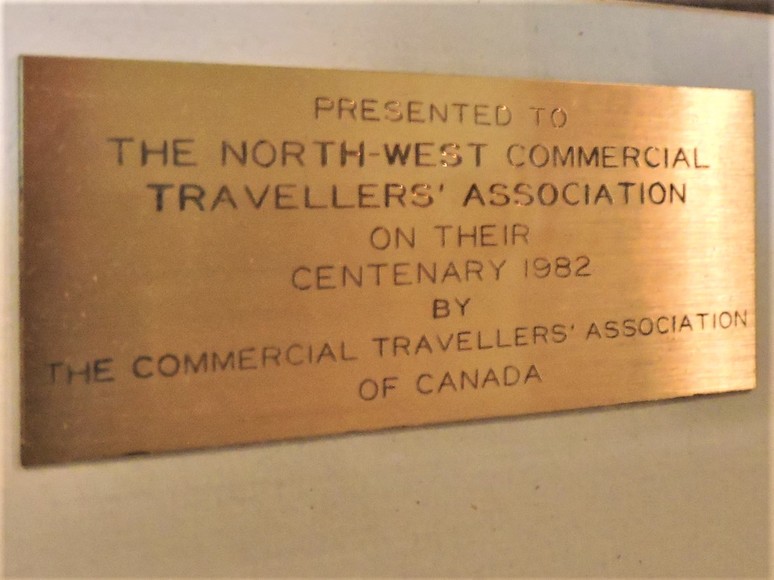 PRESENTED TO
THE NORTH-WEST COMMERCIAL
TRAVELLERS' ASSOCIATION
ON THEIR
CENTENARY 1982
BY
THE COMMERCIAL TRAVELLERS' ASSOCIATION
OF CANADA